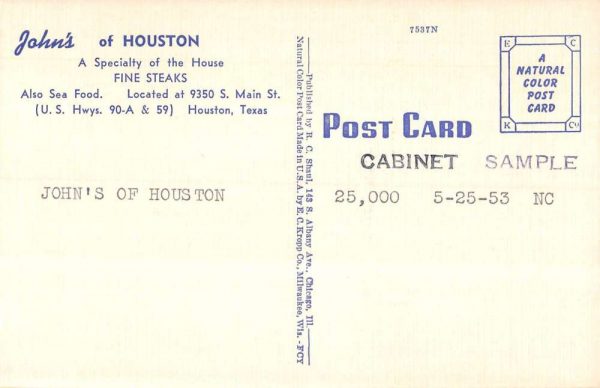 John's of HOUSTON
A Specialty of the House
FINE STEAKS
Also Sea Food. Located at 9350 S. Main St.
(U. S. Hwys. 90-A & 59) Houston, Texas
JOHN'S OF HOUSTON
—Published by R. C. Shaul, 143 S. Albany Ave., Chicago, Ill.—
Natural Color Post Card Made in U.S.A. by E. C. Kropp Co., Milwaukee, Wis. -FCY
7537N
E C
A
NATURAL
COLOR
POST
CARD
K Co
POST CARD
CABINET SAMPLE
25,000 5-25-53 NC